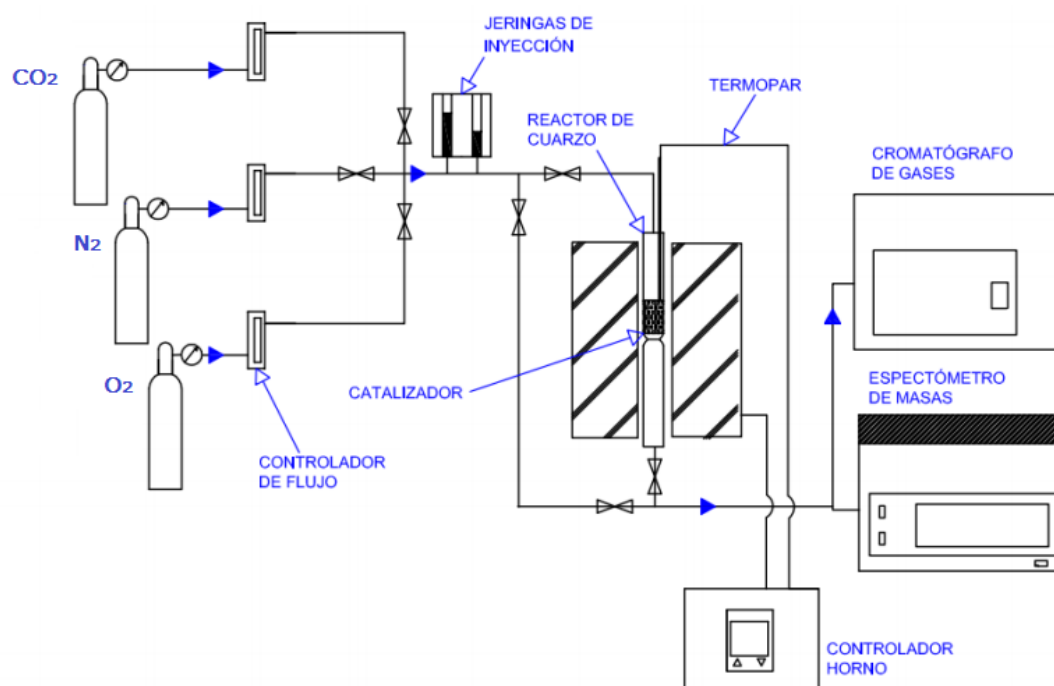 JERINGAS DE
INYECCIÓN
CO2
TERMOPAR
REACTOR DE
CUARZO
CROMATÓGRAFO
DE GASES
N2
O2
CATALIZADOR
ESPECTÓMETRO
DE MASAS
CONTROLADOR
DE FLUJO
CONTROLADOR
HORNO